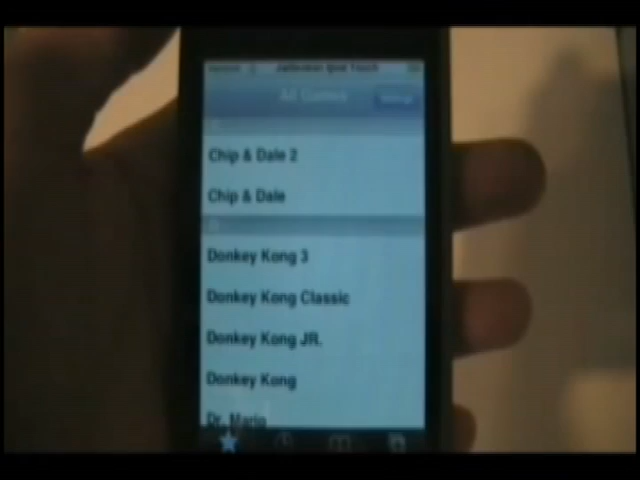 All Games
Chip & Dale 2
Chip & Dale
D
Donkey Kong 3
Donkey Kong Classic
Donkey Kong JR.
Donkey Kong
Dr. Mario